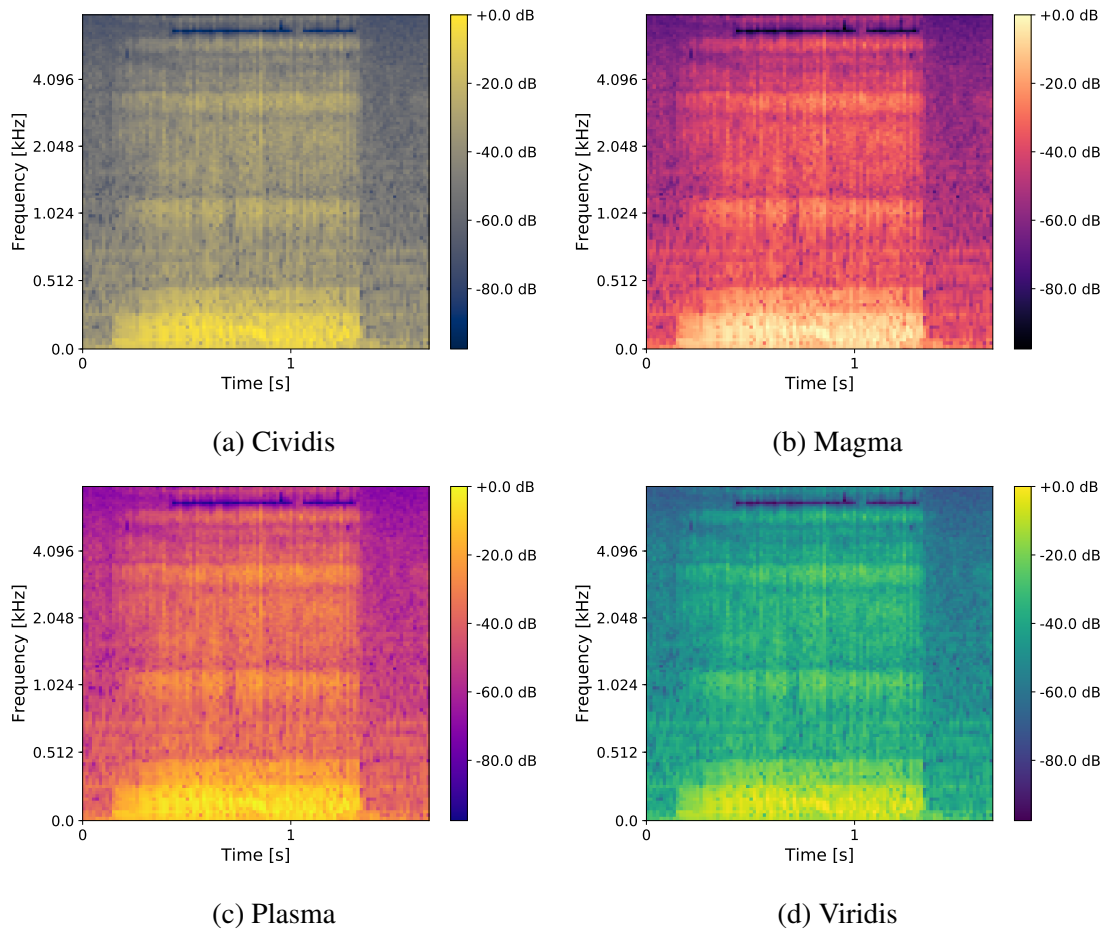 +0.0 dB
-20.0 dB
-40.0 dB
-60.0 dB
-80.0 dB
4.096
2.048
1.024
0.512
0.0
Frequency [kHz]
0
1
Time [s]
(a) Cividis
+0.0 dB
-20.0 dB
-40.0 dB
-60.0 dB
-80.0 dB
4.096
2.048
1.024
0.512
0.0
Frequency [kHz]
0
1
Time [s]
(b) Magma
+0.0 dB
-20.0 dB
-40.0 dB
-60.0 dB
-80.0 dB
4.096
2.048
1.024
0.512
0.0
Frequency [kHz]
0
1
Time [s]
(c) Plasma
+0.0 dB
-20.0 dB
-40.0 dB
-60.0 dB
-80.0 dB
4.096
2.048
1.024
0.512
0.0
Frequency [kHz]
0
1
Time [s]
(d) Viridis